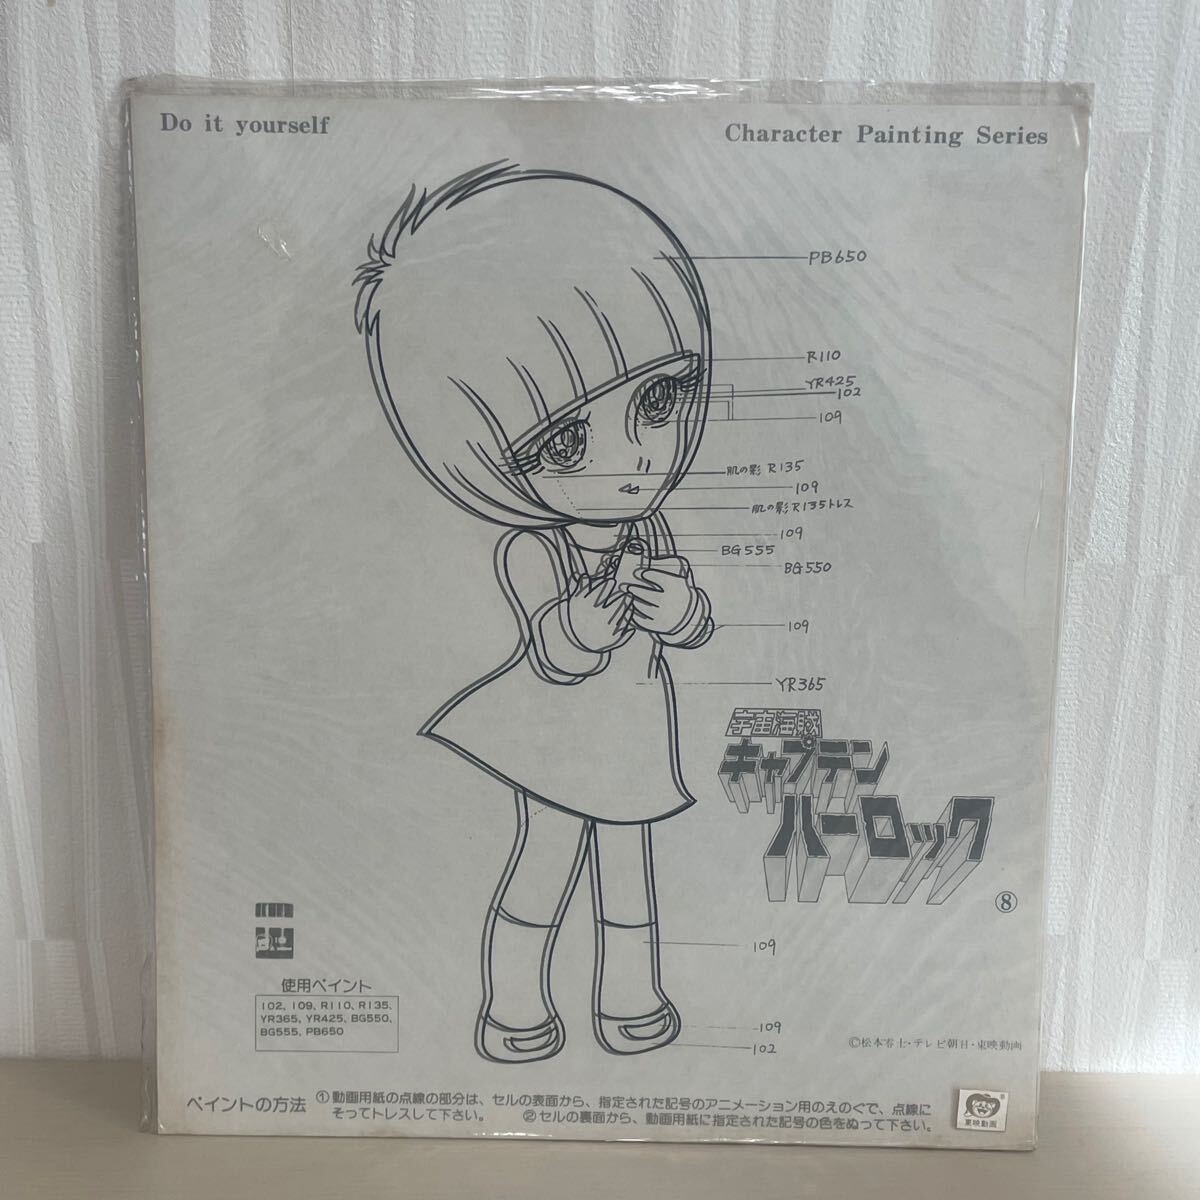 Do it yourself
Character Painting Series
PB650
R110
YR425
102
109
肌の影 R135
109
肌の影R135トレス
109
BG555
BG550
109
YR365
宇宙海賊
キャプテン
ハーロック
⑧
109
109
102
使用ペイント
102、109、R110、R135、
YR365、YR425、BG550、
BG555、PB650
©松本零士・テレビ朝日・東映動画
ペイントの方法
①動画用紙の点線の部分は、セルの表面から、指定された記号のアニメーション用のえのぐで、点線に
そってトレスして下さい。
②セルの裏面から、動画用紙に指定された記号の色をぬって下さい。
東映動画